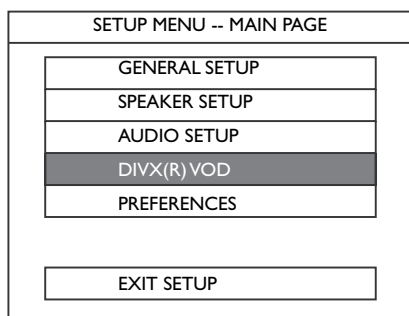 SETUP MENU -- MAIN PAGE
GENERAL SETUP
SPEAKER SETUP
AUDIO SETUP
DIVX(R) VOD
PREFERENCES
EXIT SETUP